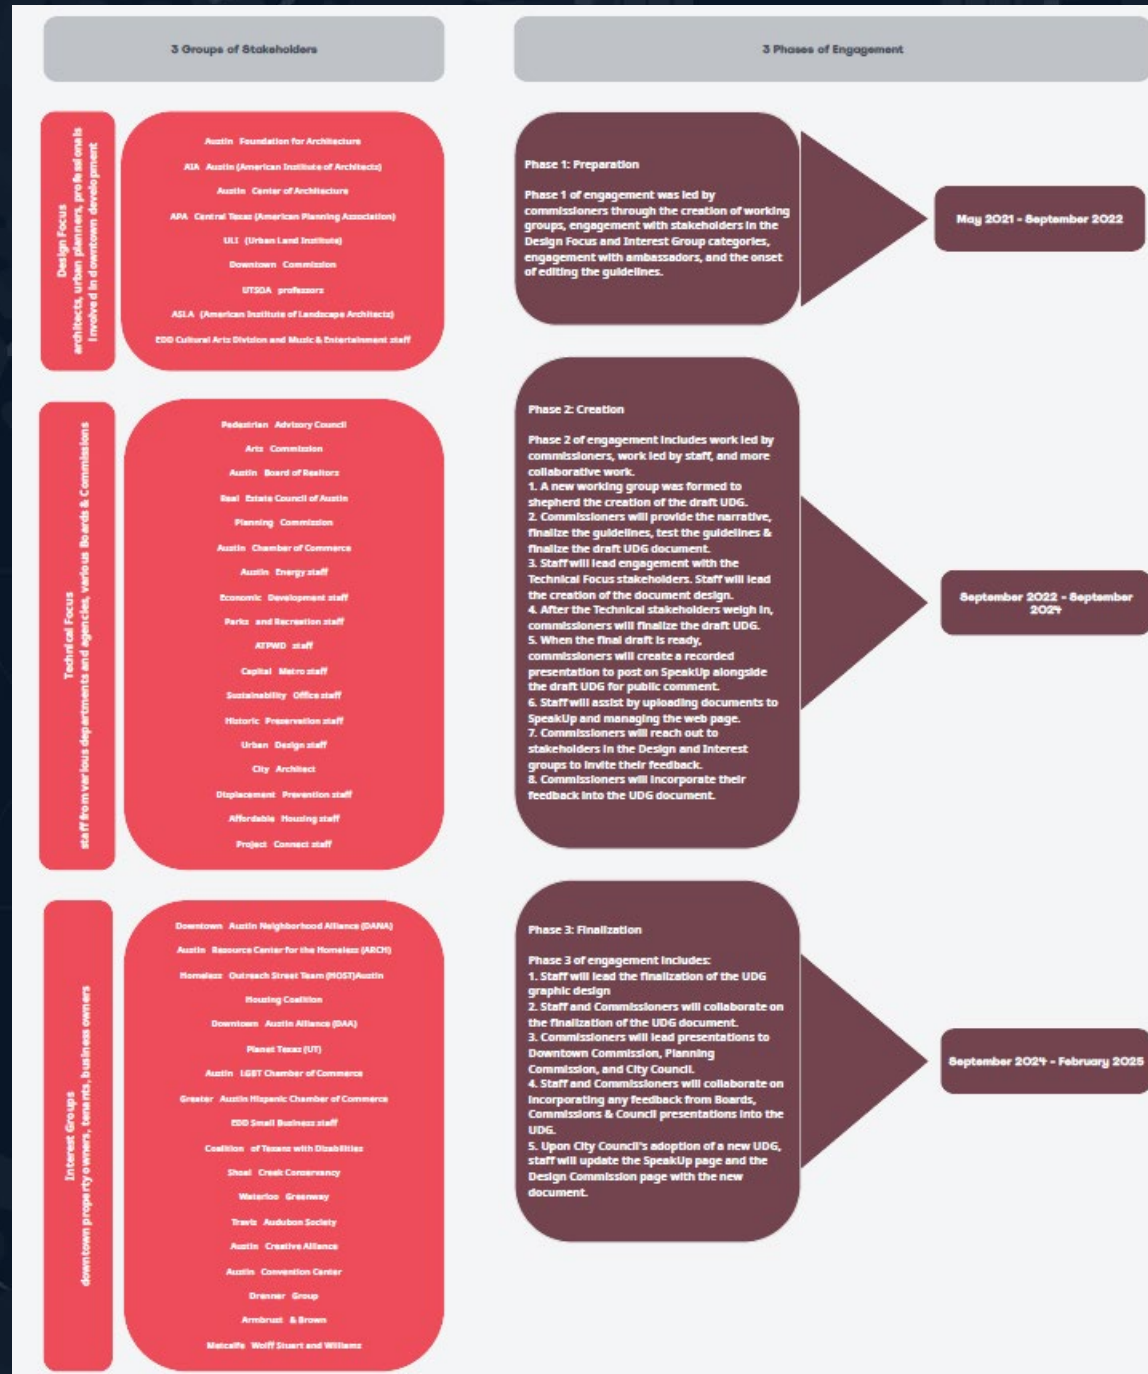 3 Groups of Stakeholders
3 Phases of Engagement
Design Focus
architects, urban planners, professionals
involved in downtown development
Austin Foundation for Architecture
AIA Austin (American Institute of Architects)
Austin Center of Architecture
APA Central Texas (American Planning Association)
ULI (Urban Land Institute)
Downtown Commission
UTSOA professors
ASLA (American Institute of Landscape Architects)
EDD Cultural Arts Division and Music & Entertainment staff
Technical Focus
staff from various departments and agencies, various Boards & Commissions
Pedestrian Advisory Council
Arts Commission
Austin Board of Realtors
Real Estate Council of Austin
Planning Commission
Austin Chamber of Commerce
Austin Energy staff
Economic Development staff
Parks and Recreation staff
ATPWD staff
Capital Metro staff
Sustainability Office staff
Historic Preservation staff
Urban Design staff
City Architect
Displacement Prevention staff
Affordable Housing staff
Project Connect staff
Interest Groups
downtown property owners, tenants, business owners
Downtown Austin Neighborhood Alliance (DANA)
Austin Resource Center for the Homeless (ARCH)
Homeless Outreach Street Team (HOST)Austin
Housing Coalition
Downtown Austin Alliance (DAA)
Planet Texas (UT)
Austin LGBT Chamber of Commerce
Greater Austin Hispanic Chamber of Commerce
EDD Small Business staff
Coalition of Texans with Disabilities
Shoal Creek Conservancy
Waterloo Greenway
Travis Audubon Society
Austin Creative Alliance
Austin Convention Center
Drenner Group
Armbrust & Brown
Metcalfe Wolff Stuart and Williams
Phase 1: Preparation
Phase 1 of engagement was led by
commissioners through the creation of working
groups, engagement with stakeholders in the
Design Focus and Interest Group categories,
engagement with ambassadors, and the onset
of editing the guidelines.
May 2021 - September 2022
Phase 2: Creation
Phase 2 of engagement includes work led by
commissioners, work led by staff, and more
collaborative work.
1. A new working group was formed to
shepherd the creation of the draft UDG.
2. Commissioners will provide the narrative,
finalize the guidelines, test the guidelines &
finalize the draft UDG document.
3. Staff will lead engagement with the
Technical Focus stakeholders. Staff will lead
the creation of the document design.
4. After the Technical stakeholders weigh in,
commissioners will finalize the draft UDG.
5. When the final draft is ready,
commissioners will create a recorded
presentation to post on SpeakUp alongside
the draft UDG for public comment.
6. Staff will assist by uploading documents to
SpeakUp and managing the web page.
7. Commissioners will reach out to
stakeholders in the Design and Interest
groups to invite their feedback.
8. Commissioners will incorporate their
feedback into the UDG document.
September 2022 - September
2024
Phase 3: Finalization
Phase 3 of engagement includes:
1. Staff will lead the finalization of the UDG
graphic design
2. Staff and Commissioners will collaborate on
the finalization of the UDG document.
3. Commissioners will lead presentations to
Downtown Commission, Planning
Commission, and City Council.
4. Staff and Commissioners will collaborate on
incorporating any feedback from Boards,
Commissions & Council presentations into the
UDG.
5. Upon City Council's adoption of a new UDG,
staff will update the SpeakUp page and the
Design Commission page with the new
document.
September 2024 - February 2025